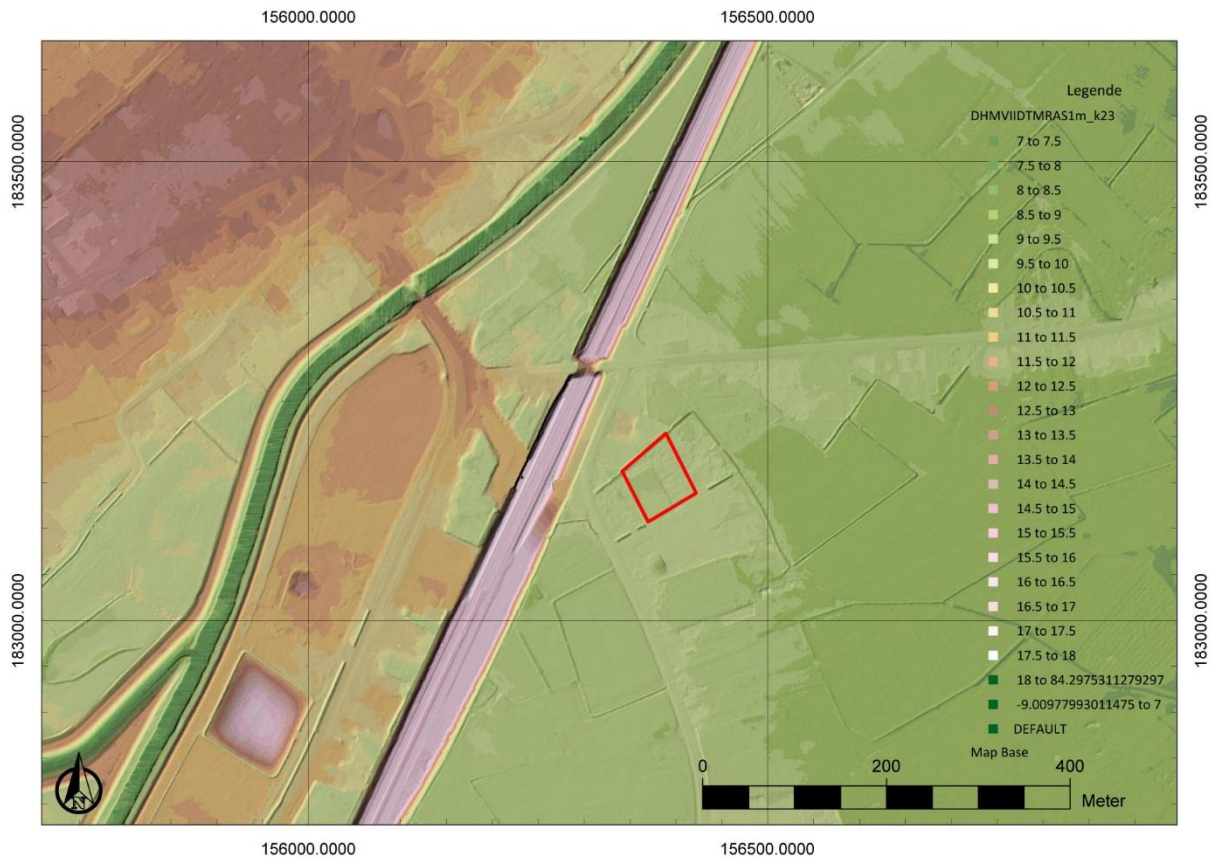 156000.0000 156500.0000
183500.0000
183000.0000
Legende
DHMVIIDTMRAS1m_k23
7 to 7.5
7.5 to 8
8 to 8.5
8.5 to 9
9 to 9.5
9.5 to 10
10 to 10.5
10.5 to 11
11 to 11.5
11.5 to 12
12 to 12.5
12.5 to 13
13 to 13.5
13.5 to 14
14 to 14.5
14.5 to 15
15 to 15.5
15.5 to 16
16 to 16.5
16.5 to 17
17 to 17.5
17.5 to 18
18 to 84.2975311279297
-9.00977993011475 to 7
DEFAULT
Map Base
0 200 400
Meter
N
183500.0000
183000.0000
156000.0000 156500.0000